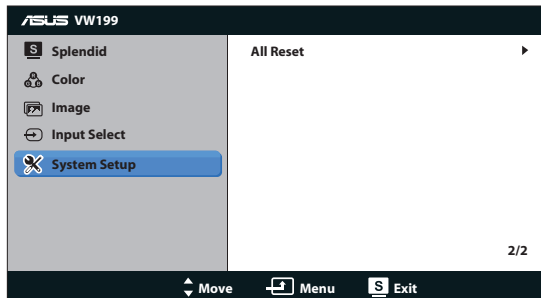 ASUS VW199
S Splendid
All Reset
Color
Image
Input Select
System Setup
2/2
Move Menu S Exit